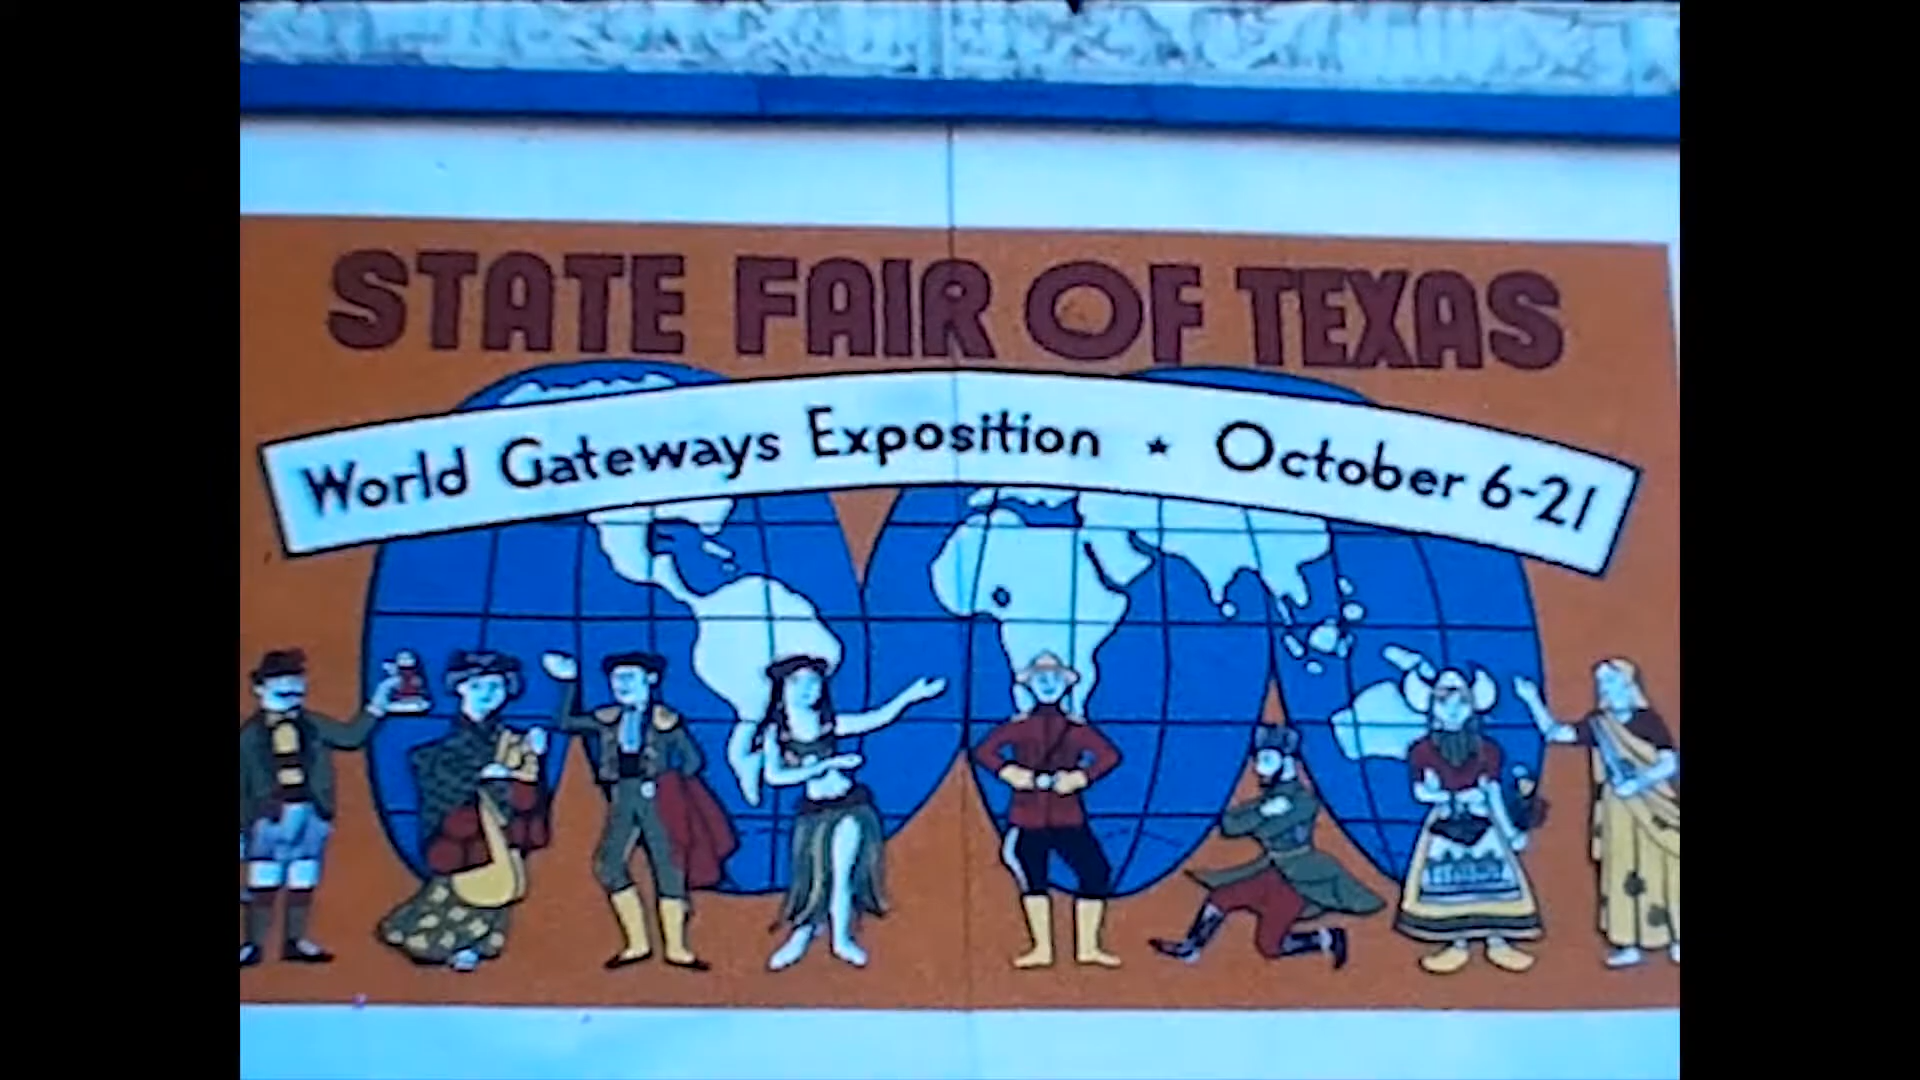 STATE FAIR OF TEXAS
World Gateways Exposition ★ October 6-21